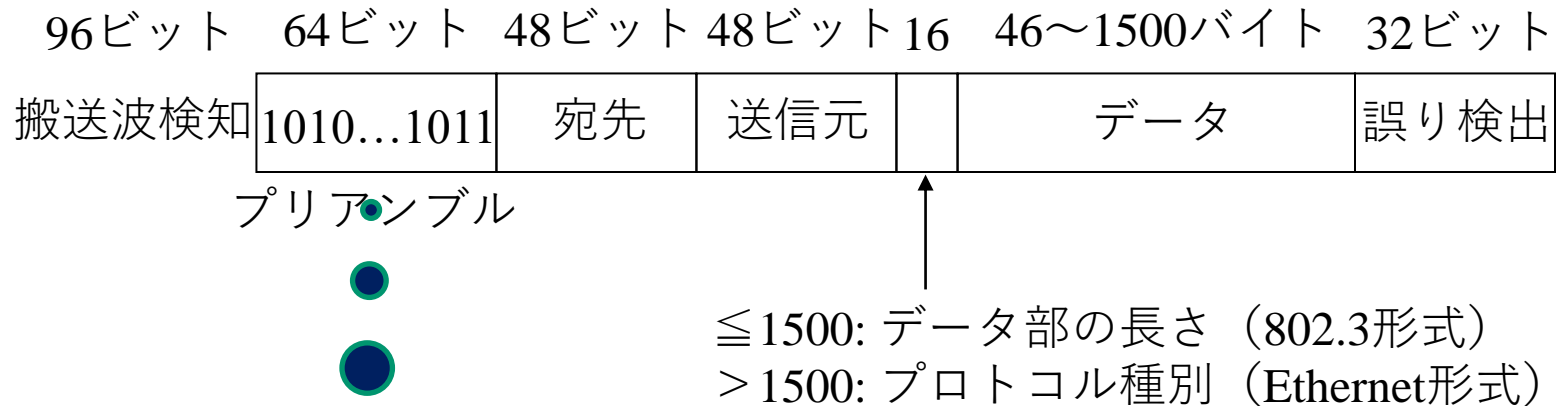 96ビット 64ビット 48ビット 48ビット 16 46～1500バイト 32ビット
搬送波検知 1010…1011 宛先 送信元 データ 誤り検出
プリアンブル
≦1500: データ部の長さ（802.3形式）
＞1500: プロトコル種別（Ethernet形式）